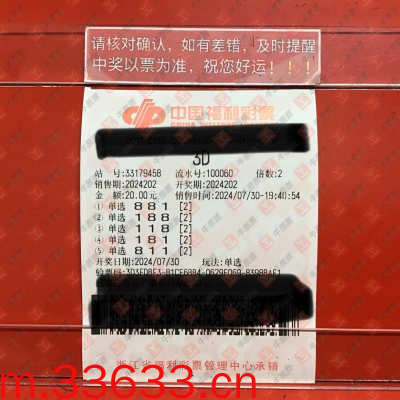 请核对确认，如有差错，及时提醒
中奖以票为准，祝您好运！！！
中国福利彩票
3D
站 号:33179458 流水号:100060 倍数:2
销售期:2024202 开奖期:2024202
金额:20.00元 销售时间:2024/07/30-19:40:54
① 单选 8 8 1 [2]
② 单选 1 8 8 [2]
③ 单选 1 1 8 [2]
④ 单选 1 8 1 [2]
⑤ 单选 8 1 1 [2]
开奖日期:2024/07/30 玩法:单选
浙江省福利彩票管理中心承销
m.33633.cn